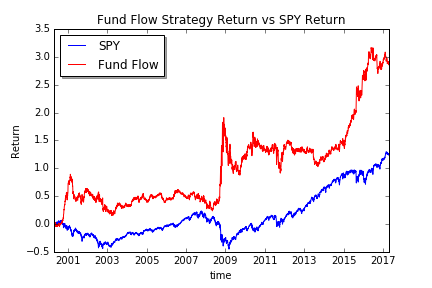 Fund Flow Strategy Return vs SPY Return
3.5
3.0
2.5
2.0
1.5
1.0
0.5
0.0
−0.5
Return
SPY
Fund Flow
2001 2003 2005 2007 2009 2011 2013 2015 2017
time